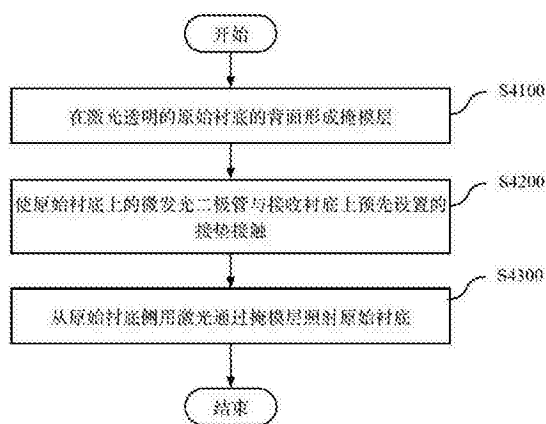 开始
S4100
在激光透明的原始衬底的背面形成掩模层
S4200
使原始衬底上的微发光二极管与接收衬底上预先设置的
接垫接触
S4300
从原始衬底侧用激光通过掩模层照射原始衬底
结束